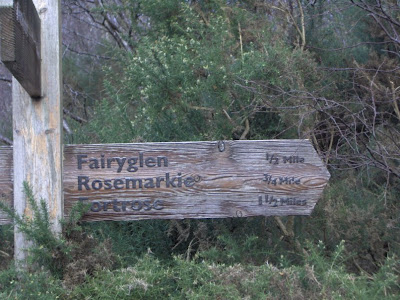 Fairyglen 1/2 Mile
Rosemarkie 3/4 Mile
Fortrose 1 1/2 Miles